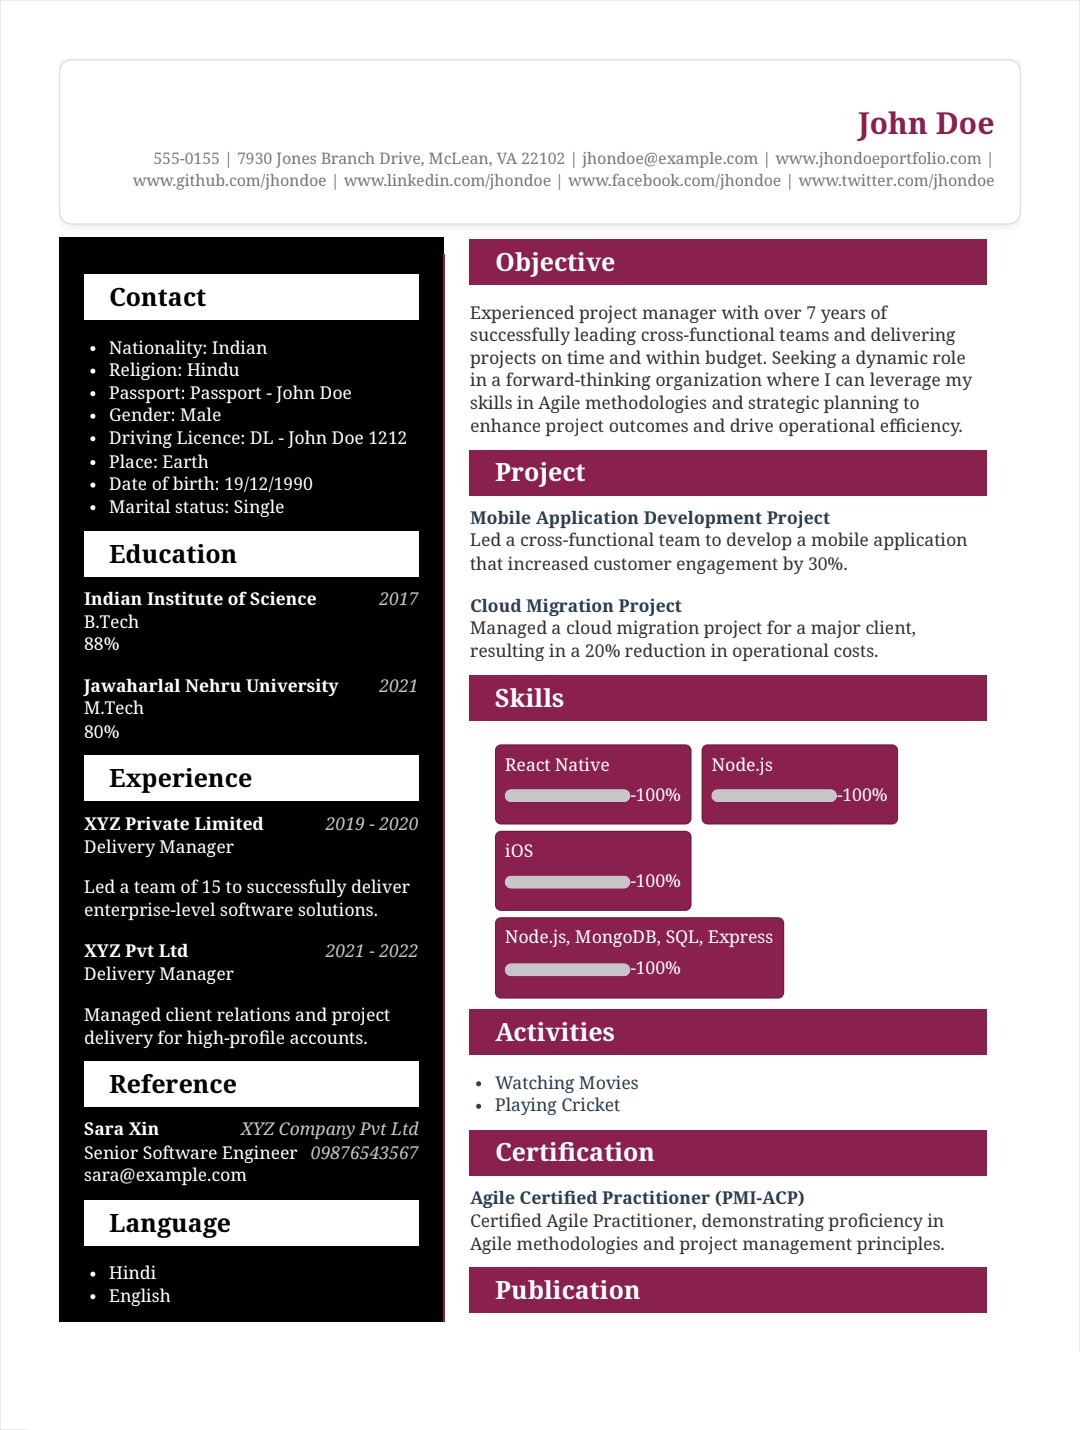 John Doe
555-0155 | 7930 Jones Branch Drive, McLean, VA 22102 | jhondoe@example.com | www.jhondoeportfolio.com |
www.github.com/jhondoe | www.linkedin.com/jhondoe | www.facebook.com/jhondoe | www.twitter.com/jhondoe
Contact
• Nationality: Indian
• Religion: Hindu
• Passport: Passport - John Doe
• Gender: Male
• Driving Licence: DL - John Doe 1212
• Place: Earth
• Date of birth: 19/12/1990
• Marital status: Single
Education
Indian Institute of Science 2017
B.Tech
88%
Jawaharlal Nehru University 2021
M.Tech
80%
Experience
XYZ Private Limited 2019 - 2020
Delivery Manager
Led a team of 15 to successfully deliver
enterprise-level software solutions.
XYZ Pvt Ltd 2021 - 2022
Delivery Manager
Managed client relations and project
delivery for high-profile accounts.
Reference
Sara Xin XYZ Company Pvt Ltd
Senior Software Engineer 09876543567
sara@example.com
Language
• Hindi
• English
Objective
Experienced project manager with over 7 years of
successfully leading cross-functional teams and delivering
projects on time and within budget. Seeking a dynamic role
in a forward-thinking organization where I can leverage my
skills in Agile methodologies and strategic planning to
enhance project outcomes and drive operational efficiency.
Project
Mobile Application Development Project
Led a cross-functional team to develop a mobile application
that increased customer engagement by 30%.
Cloud Migration Project
Managed a cloud migration project for a major client,
resulting in a 20% reduction in operational costs.
Skills
React Native
-100%
Node.js
-100%
iOS
-100%
Node.js, MongoDB, SQL, Express
-100%
Activities
• Watching Movies
• Playing Cricket
Certification
Agile Certified Practitioner (PMI-ACP)
Certified Agile Practitioner, demonstrating proficiency in
Agile methodologies and project management principles.
Publication